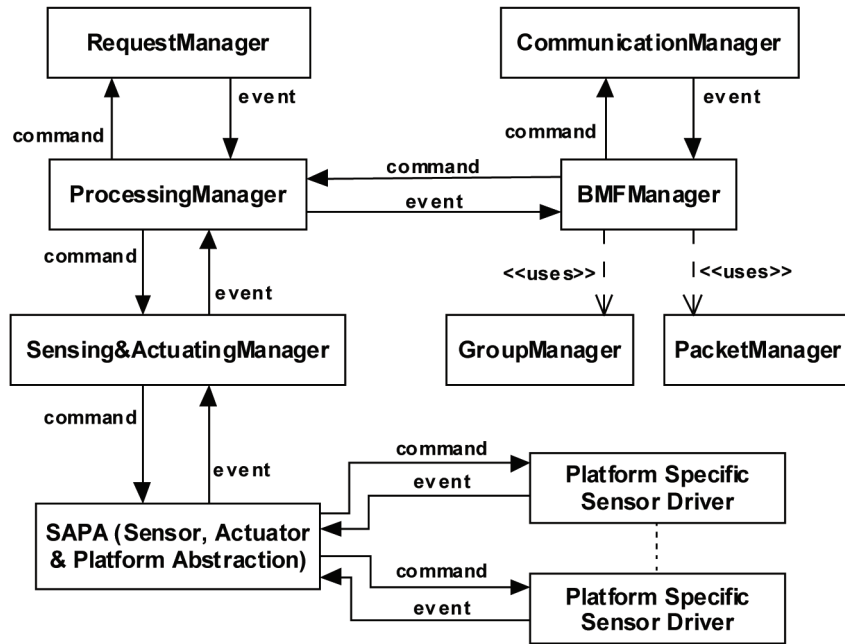 RequestManager
CommunicationManager
command
event
command
event
ProcessingManager
command
event
BMFManager
command
event
<<uses>>
<<uses>>
Sensing&ActuatingManager
GroupManager
PacketManager
command
event
command
event
Platform Specific
Sensor Driver
SAPA (Sensor, Actuator
& Platform Abstraction)
command
event
Platform Specific
Sensor Driver